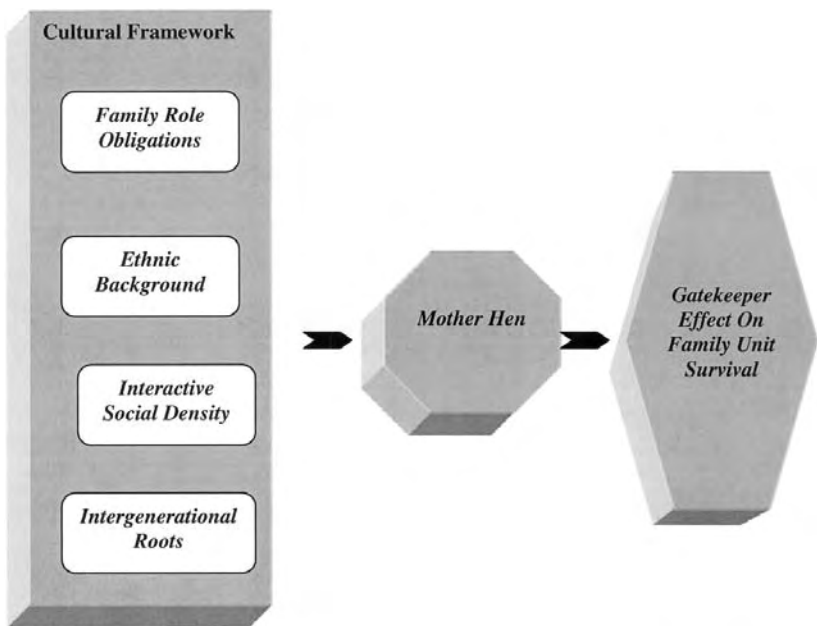 Cultural Framework
Family Role
Obligations
Ethnic
Background
Interactive
Social Density
Intergenerational
Roots
Mother Hen
Gatekeeper
Effect On
Family Unit
Survival